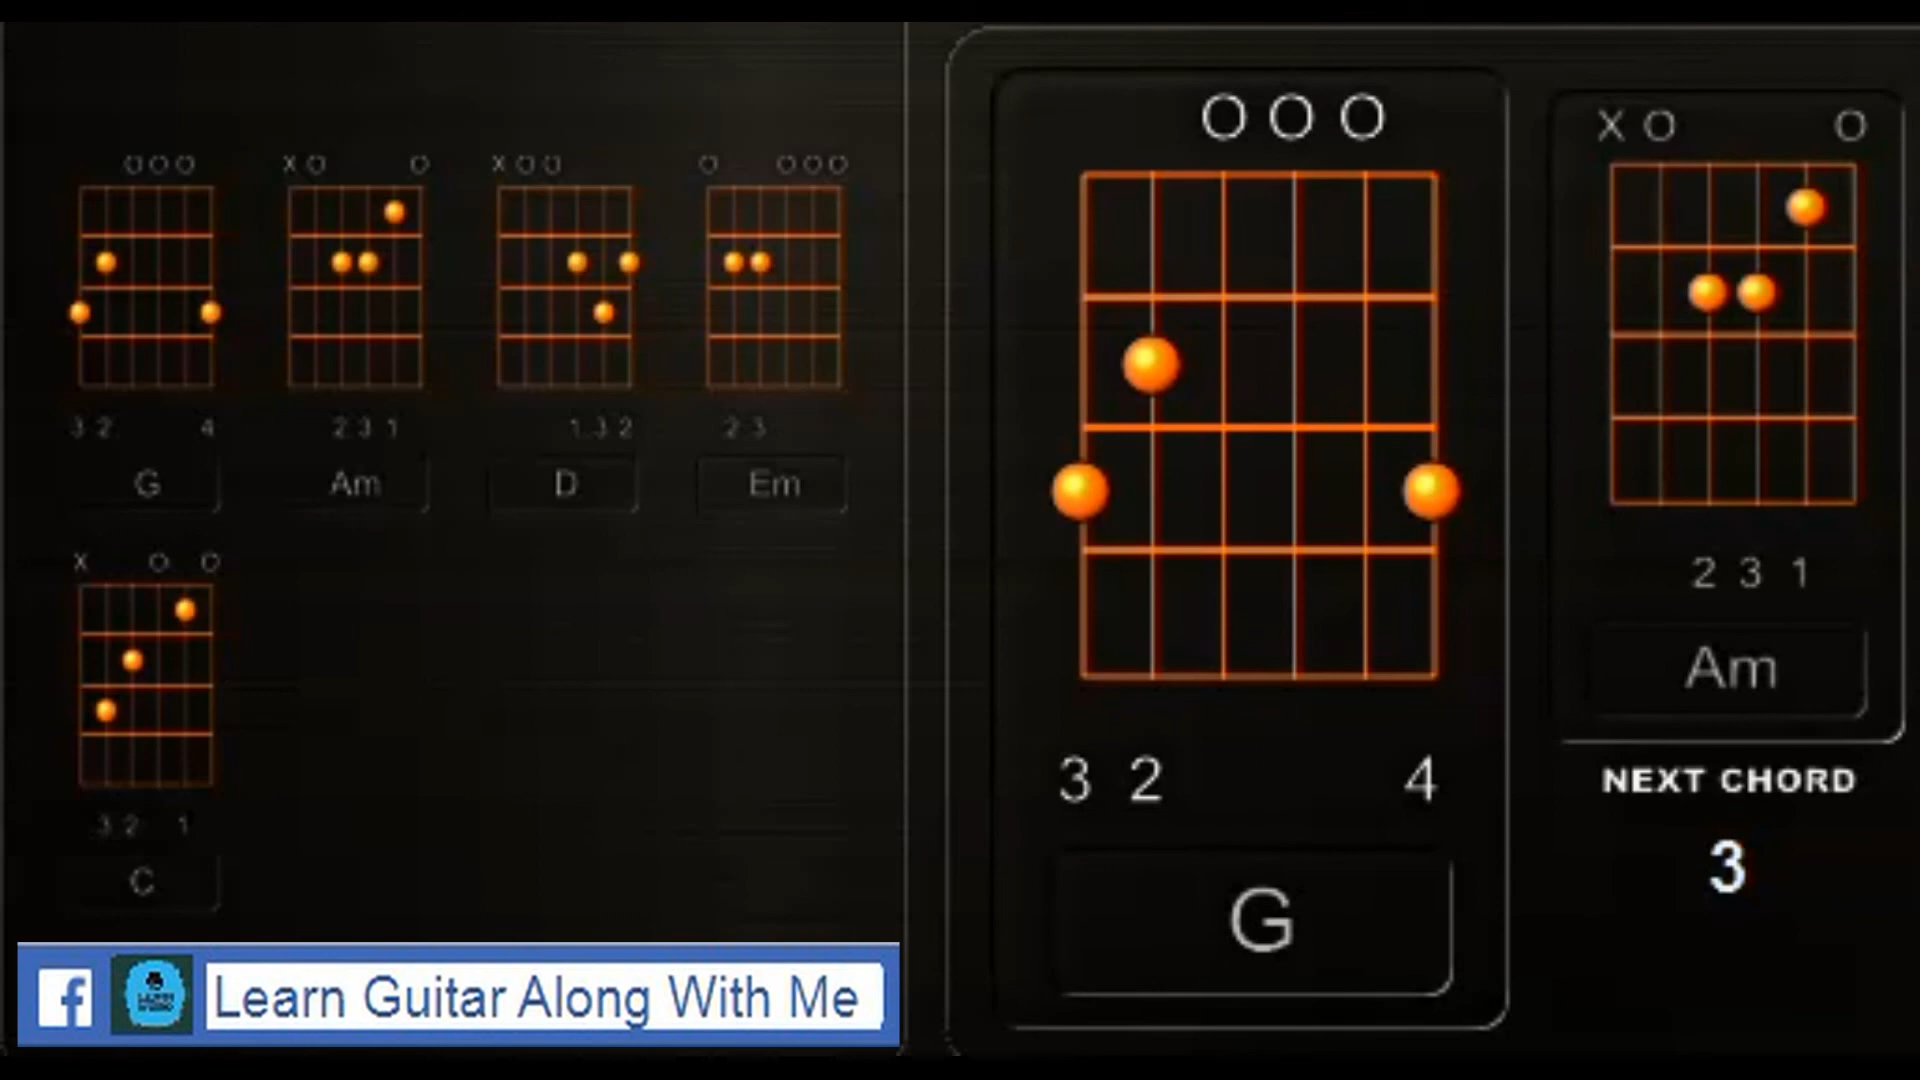 OOO
XO O
XOO
O OOO
3 2 4
2 3 1
1 3 2
2 3
G
Am
D
Em
X O O
3 2 1
C
Learn Guitar Along With Me
OOO
3 2 4
G
XO O
2 3 1
Am
NEXT CHORD
3